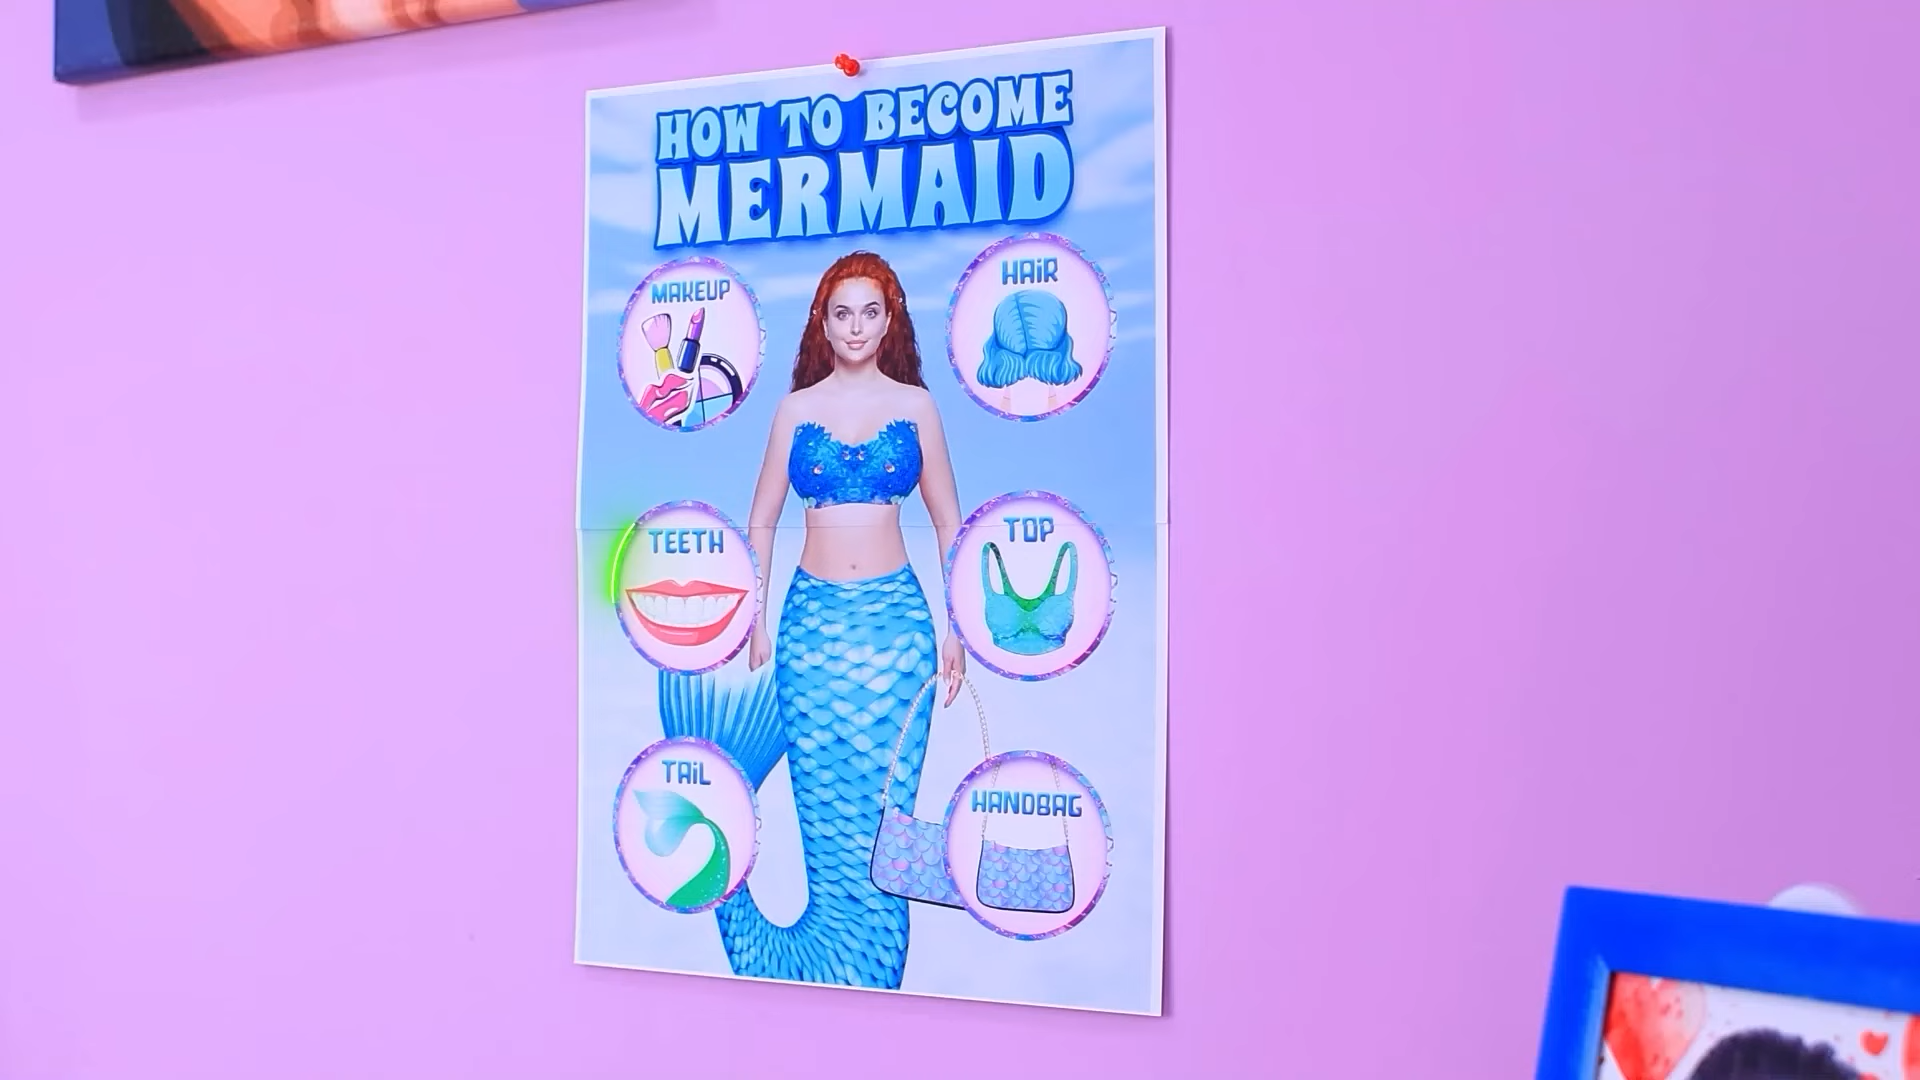 HOW TO BECOME
MERMAID
MAKEUP
HAiR
TEETH
TOP
TAiL
HANDBAG